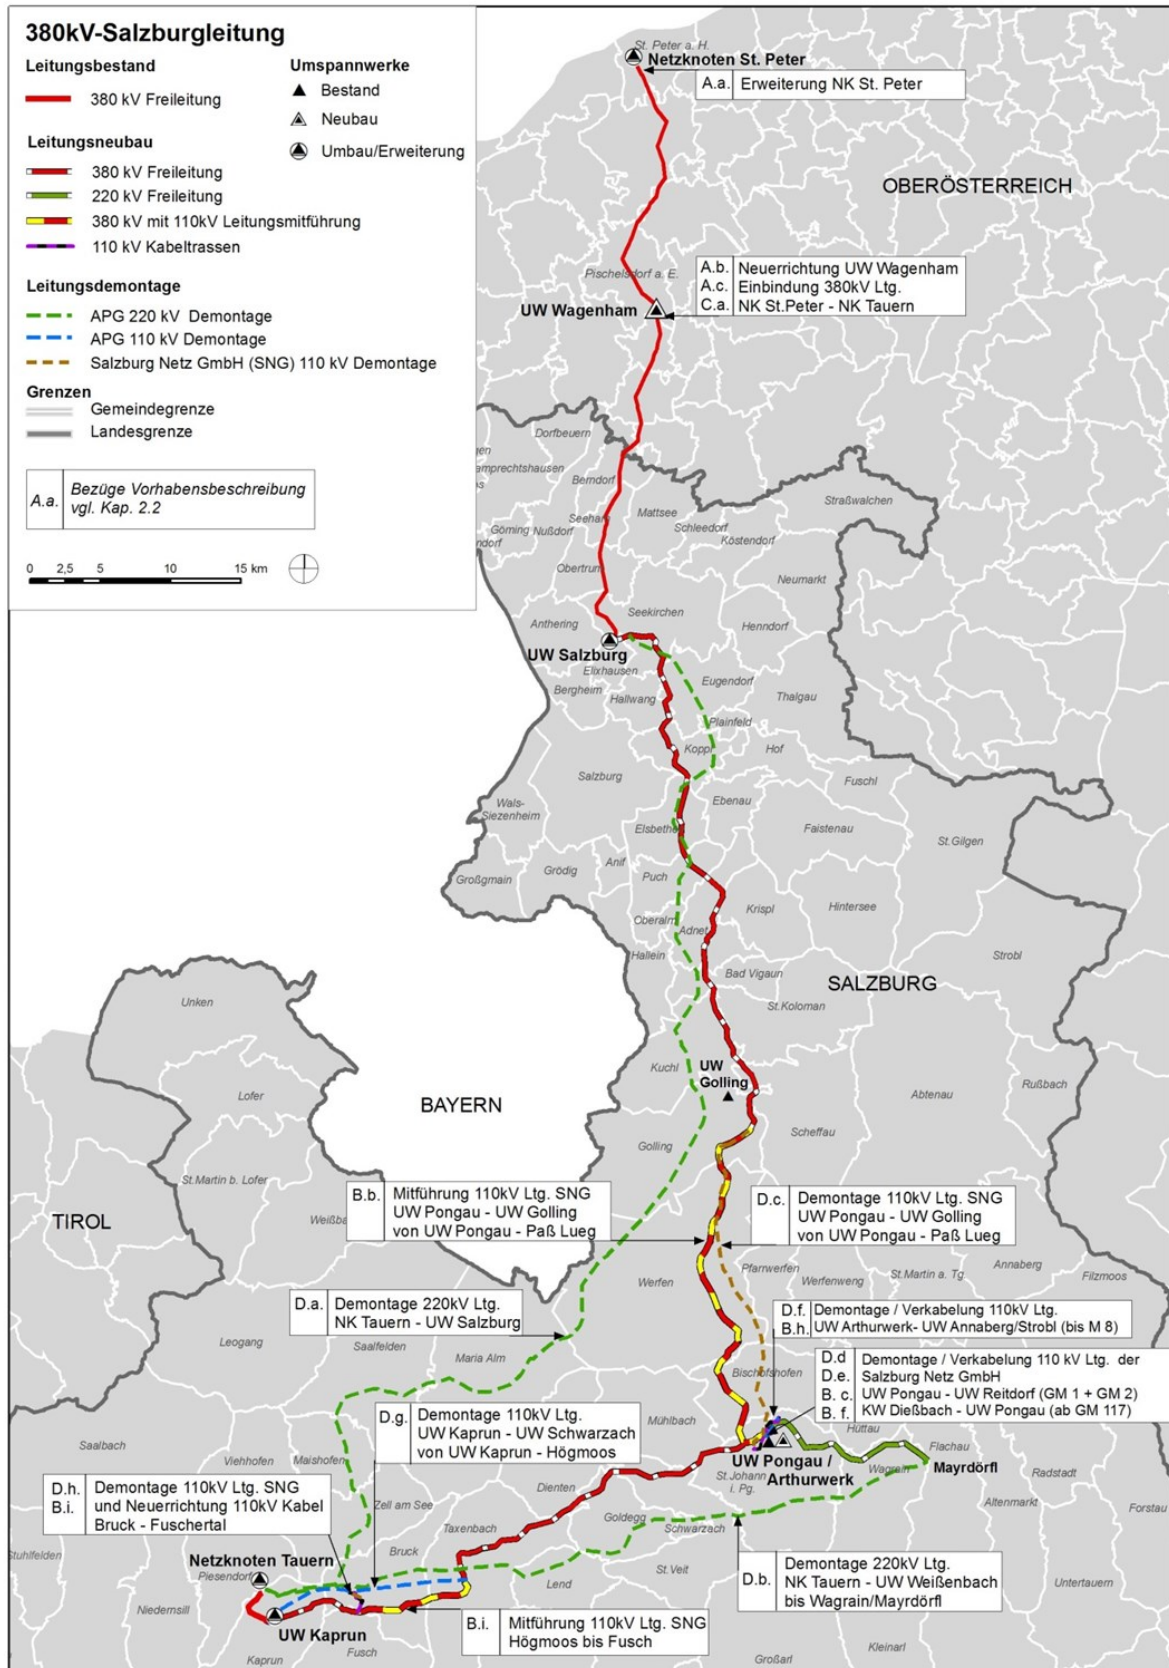 380kV-Salzburgleitung
Leitungsbestand
380 kV Freileitung
Umspannwerke
Bestand
Neubau
Umbau/Erweiterung
Leitungsneubau
380 kV Freileitung
220 kV Freileitung
380 kV mit 110kV Leitungsmitführung
110 kV Kabeltrassen
Leitungsdemontage
APG 220 kV Demontage
APG 110 kV Demontage
Salzburg Netz GmbH (SNG) 110 kV Demontage
Grenzen
Gemeindegrenze
Landesgrenze
A.a. Bezüge Vorhabensbeschreibung
vgl. Kap. 2.2
0 2,5 5 10 15 km
St. Peter a. H.
Netzknoten St. Peter
A.a. Erweiterung NK St. Peter
OBERÖSTERREICH
Pischelsdorf a. E.
UW Wagenham
A.b. Neuerrichtung UW Wagenham
A.c. Einbindung 380kV Ltg.
C.a. NK St.Peter - NK Tauern
Dorfbeuern
Berndorf
Straßwalchen
Mattsee
Schleedorf
Göming
Nußdorf
Köstendorf
Obertrum
Neumarkt
Seekirchen
Anthering
Henndorf
UW Salzburg
Elixhausen
Eugendorf
Bergheim
Hallwang
Thalgau
Plainfeld
Koppl
Hof
Salzburg
Fuschl
Wals-
Siezenheim
Ebenau
Elsbethen
Faistenau
St.Gilgen
Anif
Grödig
Puch
Großgmain
Krispl
Hintersee
Oberalm
Adnet
Hallein
Strobl
Bad Vigaun
SALZBURG
Unken
St.Koloman
Kuchl
UW
Golling
Rußbach
Abtenau
Lofer
BAYERN
Scheffau
Golling
St.Martin b. Lofer
B.b. Mitführung 110kV Ltg. SNG
UW Pongau - UW Golling
von UW Pongau - Paß Lueg
D.c. Demontage 110kV Ltg. SNG
UW Pongau - UW Golling
von UW Pongau - Paß Lueg
TIROL
Annaberg
Pfarrwerfen
St.Martin a. Tg.
Filzmoos
Werfen
Werfenweng
D.a. Demontage 220kV Ltg.
NK Tauern - UW Salzburg
D.f. Demontage / Verkabelung 110kV Ltg.
B.h. UW Arthurwerk- UW Annaberg/Strobl (bis M 8)
Leogang
Saalfelden
Maria Alm
Bischofshofen
D.d Demontage / Verkabelung 110 kV Ltg. der
D.e. Salzburg Netz GmbH
B. c. UW Pongau - UW Reitdorf (GM 1 + GM 2)
B. f. KW Dießbach - UW Pongau (ab GM 117)
D.g. Demontage 110kV Ltg.
UW Kaprun - UW Schwarzach
von UW Kaprun - Högmoos
Mühlbach
Hüttau
Saalbach
Viehhofen
Maishofen
Flachau
UW Pongau /
Arthurwerk
Mayrdörfl
Wagrain
Radstadt
St.Johann
i. Pg.
D.h. Demontage 110kV Ltg. SNG
B.i. und Neuerrichtung 110kV Kabel
Bruck - Fuschertal
Dienten
Zell am See
Altenmarkt
Forstau
Goldegg
Taxenbach
Schwarzach
Stuhlfelden
Bruck
Netzknoten Tauern
Piesendorf
St.Veit
Lend
D.b. Demontage 220kV Ltg.
NK Tauern - UW Weißenbach
bis Wagrain/Mayrdörfl
Untertauern
Niedernsill
B.i. Mitführung 110kV Ltg. SNG
Högmoos bis Fusch
UW Kaprun
Fusch
Kaprun
Kleinarl
Großarl